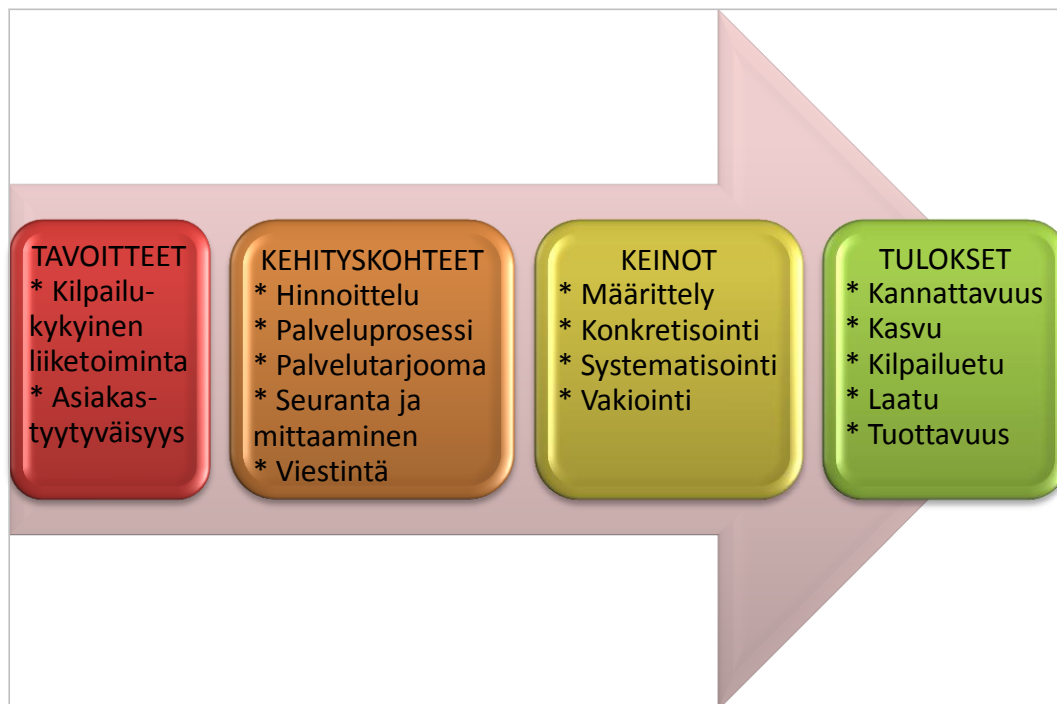 TAVOITTEET
* Kilpailu-
kykyinen
liiketoiminta
* Asiakas-
tyytyväisyys
KEHITYSKOHTEET
* Hinnoittelu
* Palveluprosessi
* Palvelutarjooma
* Seuranta ja
mittaaminen
* Viestintä
KEINOT
* Määrittely
* Konkretisointi
* Systematisointi
* Vakiointi
TULOKSET
* Kannattavuus
* Kasvu
* Kilpailuetu
* Laatu
* Tuottavuus